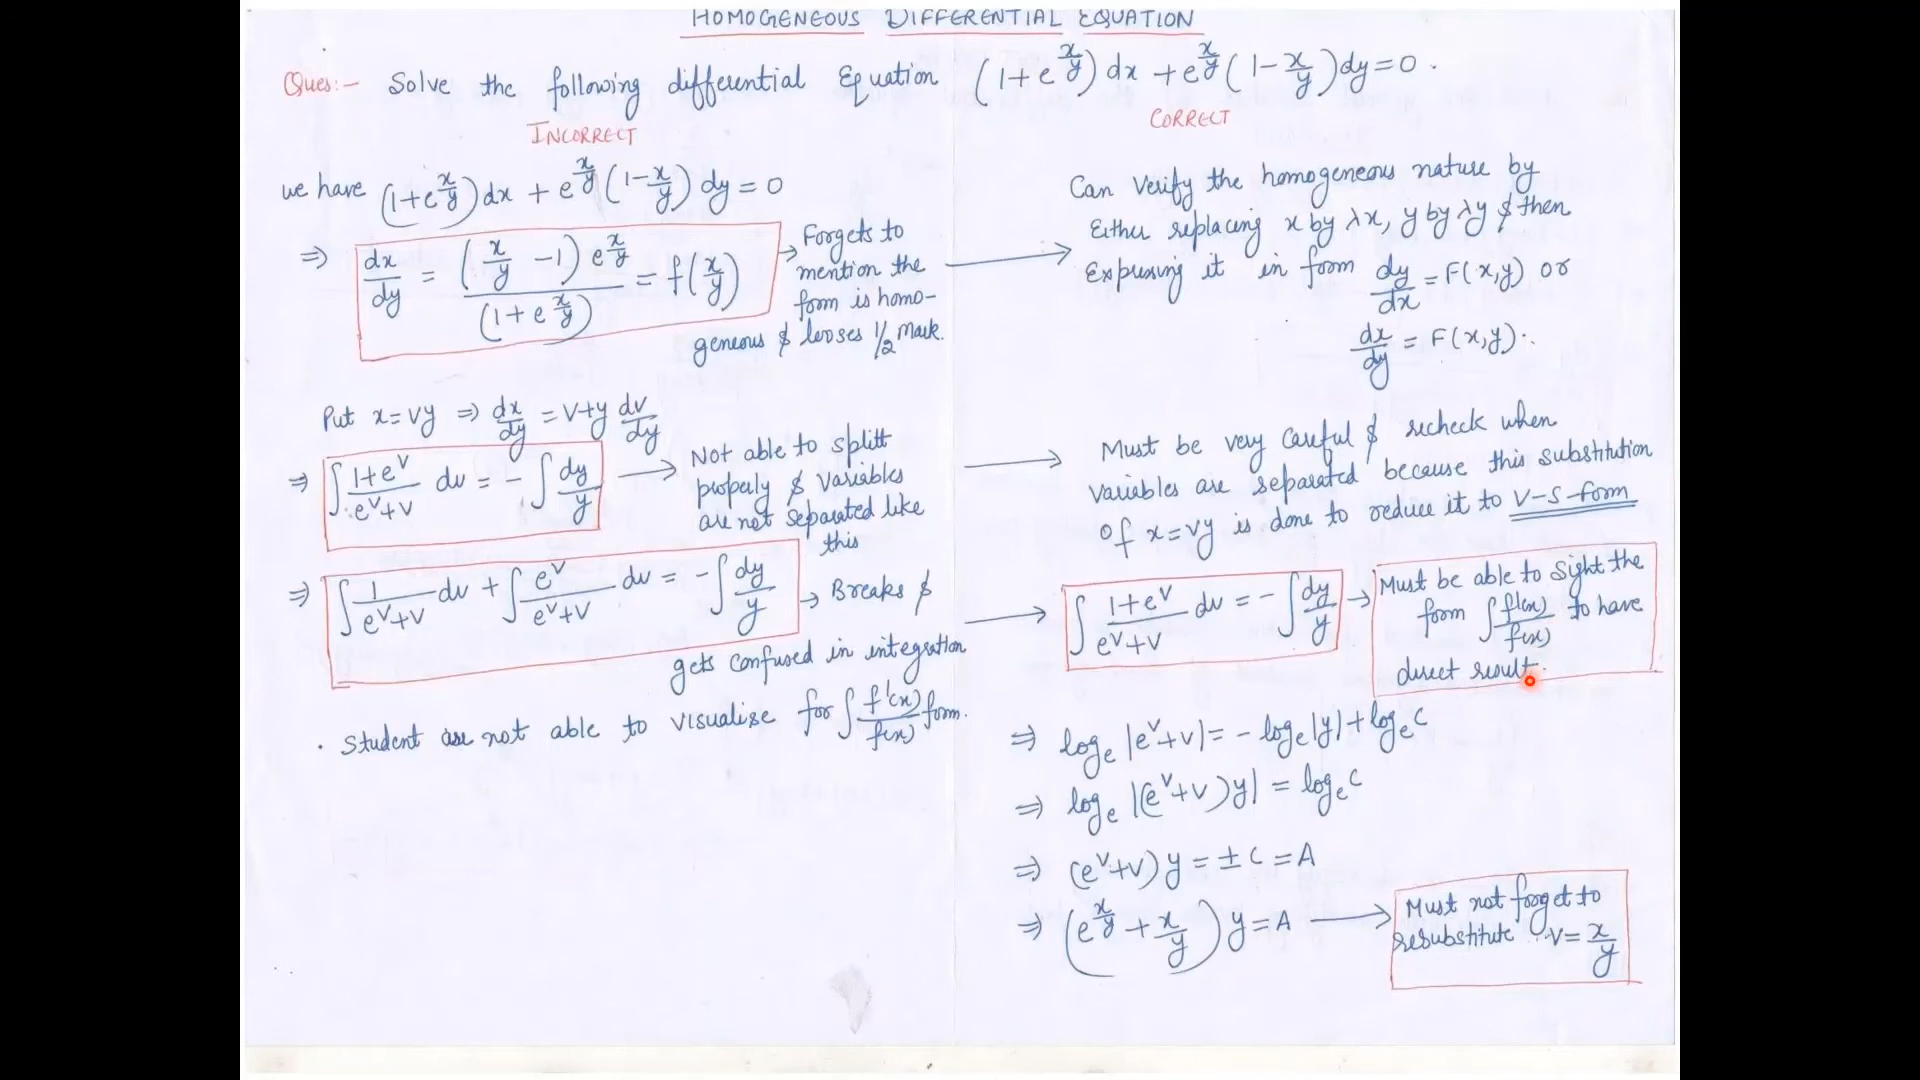 HOMOGENEOUS DIFFERENTIAL EQUATION
Ques:- Solve the following differential Equation (1+e^{x/y})dx + e^{x/y}(1-x/y)dy=0.
INCORRECT
we have (1+e^{x/y})dx + e^{x/y}(1-x/y)dy=0
⇒ dx/dy = (x/y -1)e^{x/y}/(1+e^{x/y}) = f(x/y)
→ Forgets to
mention the
form is homo-
geneous & looses 1/2 Mark.
Put x=vy ⇒ dx/dy = v+y dv/dy
⇒ ∫ (1+e^v)/(e^v+v) dv = -∫ dy/y
→ Not able to splitt
properly & variables
are not separated like
this
⇒ ∫ 1/(e^v+v) dv + ∫ e^v/(e^v+v) dv = -∫ dy/y
→ Breaks &
gets confused in integration
. Student are not able to visualise for ∫ f'(x)/f(x) form.
CORRECT
Can Verify the homogeneous nature by
Either replacing x by λx, y by λy & then
Expressing it in form dy/dx = F(x,y) or
dx/dy = F(x,y).
Must be very careful & recheck when
variables are separated because this substitution
of x=vy is done to reduce it to V-S-form
∫ (1+e^v)/(e^v+v) dv = -∫ dy/y
→ Must be able to sight the
form ∫ f'(x)/f(x) to have
direct result.
⇒ log_e |e^v+v| = -log_e|y| + log_e c
⇒ log_e |(e^v+v)y| = log_e c
⇒ (e^v+v)y = ±c = A
⇒ (e^{x/y} + x/y) y = A →
Must not forget to
resubstitute v = x/y